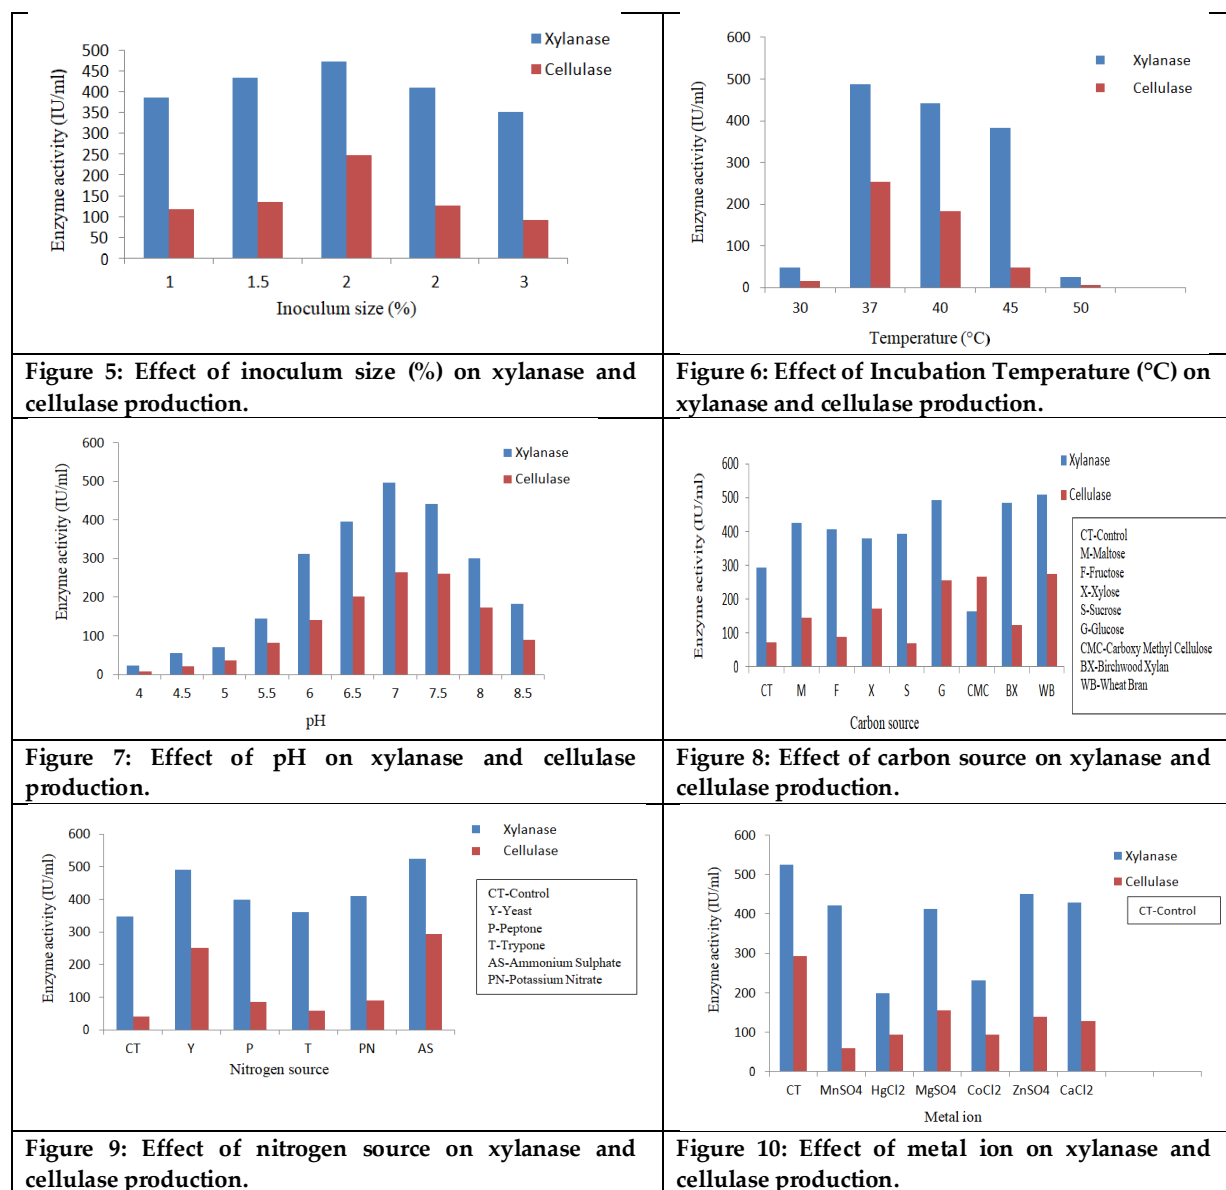 Xylanase
Cellulase
500
450
400
350
300
250
200
150
100
50
0
Enzyme activity (IU/ml)
1 1.5 2 2 3
Inoculum size (%)
Figure 5: Effect of inoculum size (%) on xylanase and
cellulase production.
Xylanase
Cellulase
600
500
400
300
200
100
0
Enzyme activity (IU/ml)
30 37 40 45 50
Temperature (°C)
Figure 6: Effect of Incubation Temperature (°C) on
xylanase and cellulase production.
Xylanase
Cellulase
600
500
400
300
200
100
0
Enzyme activity (IU/ml)
4 4.5 5 5.5 6 6.5 7 7.5 8 8.5
pH
Figure 7: Effect of pH on xylanase and cellulase
production.
Xylanase
Cellulase
600
500
400
300
200
100
0
Enzyme activity (IU/ml)
CT M F X S G CMC BX WB
Carbon source
CT-Control
M-Maltose
F-Fructose
X-Xylose
S-Sucrose
G-Glucose
CMC-Carboxy Methyl Cellulose
BX-Birchwood Xylan
WB-Wheat Bran
Figure 8: Effect of carbon source on xylanase and
cellulase production.
Xylanase
Cellulase
600
500
400
300
200
100
0
Enzyme activity (IU/ml)
CT Y P T PN AS
Nitrogen source
CT-Control
Y-Yeast
P-Peptone
T-Trypone
AS-Ammonium Sulphate
PN-Potassium Nitrate
Figure 9: Effect of nitrogen source on xylanase and
cellulase production.
Xylanase
Cellulase
CT-Control
600
500
400
300
200
100
0
Enzyme activity (IU/ml)
CT MnSO4 HgCl2 MgSO4 CoCl2 ZnSO4 CaCl2
Metal ion
Figure 10: Effect of metal ion on xylanase and
cellulase production.